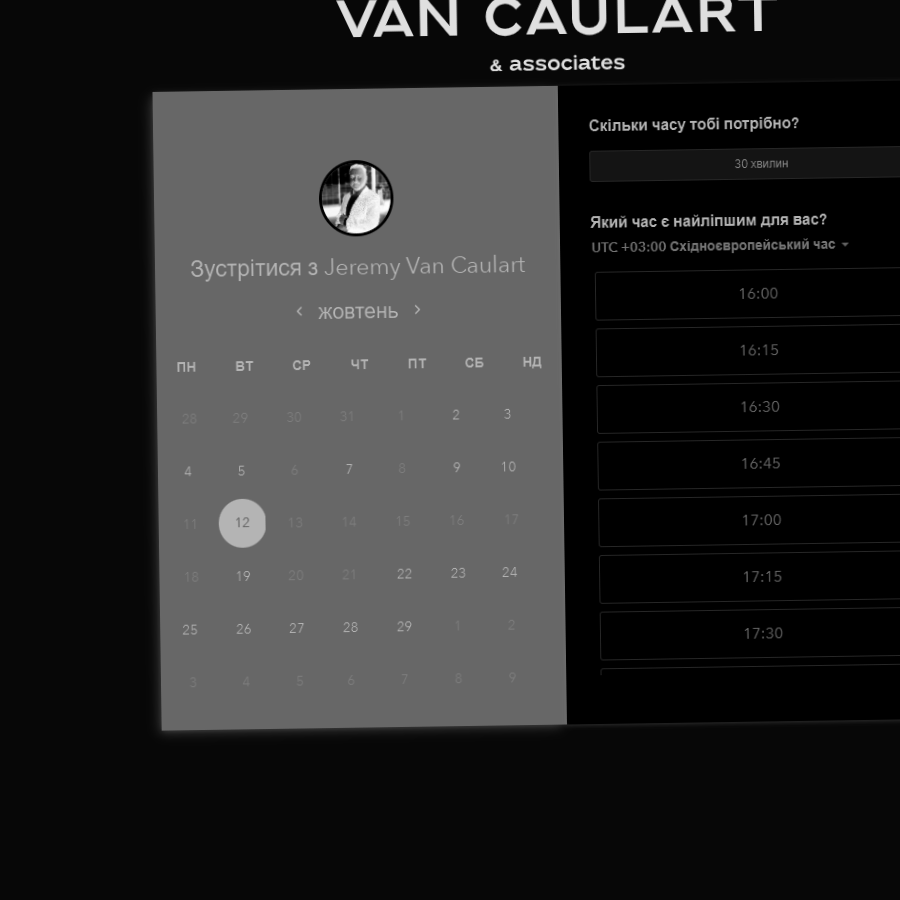 VAN CAULART
& associates
Зустрітися з Jeremy Van Caulart
жовтень
ПН ВТ СР ЧТ ПТ СБ НД
28 29 30 31 1 2 3
4 5 6 7 8 9 10
11 12 13 14 15 16 17
18 19 20 21 22 23 24
25 26 27 28 29 1 2
3 4 5 6 7 8 9
Скільки часу тобі потрібно?
30 хвилин
Який час є найліпшим для вас?
UTC +03:00 Східноєвропейський час
16:00
16:15
16:30
16:45
17:00
17:15
17:30